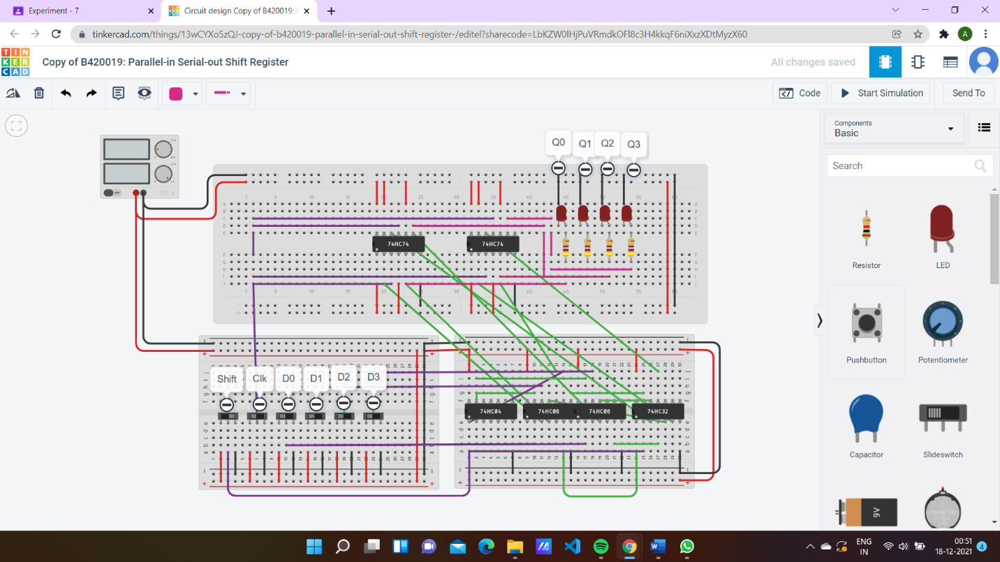 Experiment - 7
Circuit design Copy of B420019:
tinkercad.com/things/13wCYXo5zQJ-copy-of-b420019-parallel-in-serial-out-shift-register-/editel?sharecode=LbKZW0lHjPuVRmdkOFl8c3H4kkqF6niXxzXDtMyzX60
A
TIN
KER
CAD
Copy of B420019: Parallel-in Serial-out Shift Register
All changes saved
Code
Start Simulation
Send To
Components
Basic
Search
Q0
Q1
Q2
Q3
74HC74
74HC74
Shift
Clk
D0
D1
D2
D3
74HC04
74HC08
74HC08
74HC32
Resistor
LED
Pushbutton
Potentiometer
Capacitor
Slideswitch
9V
ENG
IN
00:51
18-12-2021
4